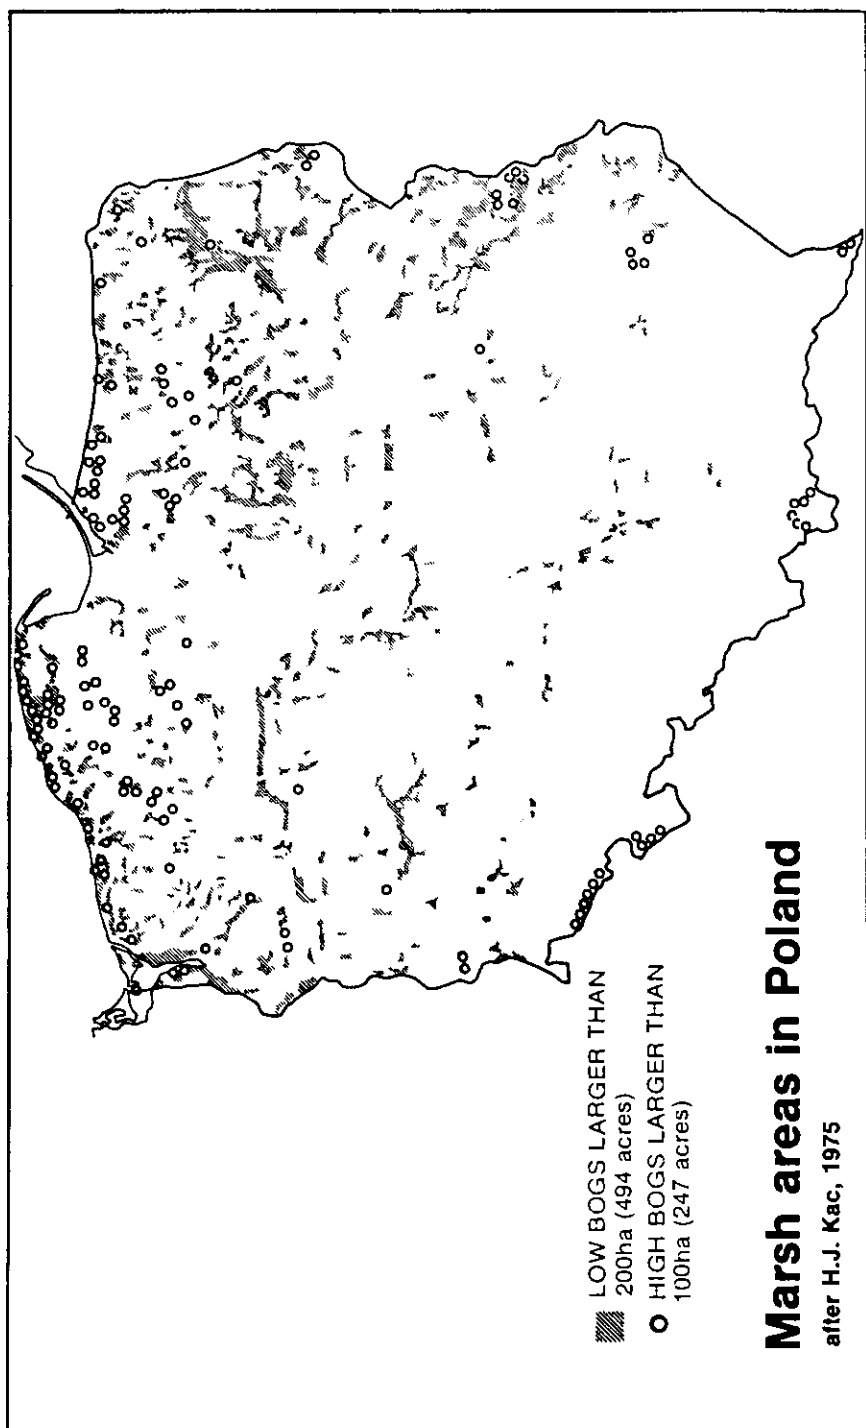 LOW BOGS LARGER THAN
200ha (494 acres)
HIGH BOGS LARGER THAN
100ha (247 acres)
Marsh areas in Poland
after H.J. Kac, 1975